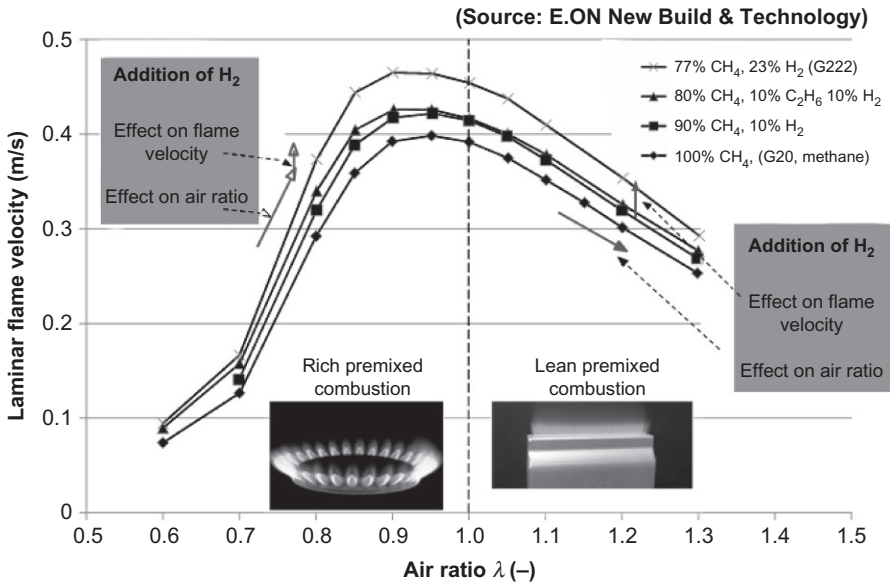 (Source: E.ON New Build & Technology)
0.5
0.4
0.3
0.2
0.1
0
Laminar flame velocity (m/s)
Addition of H₂
Effect on flame
velocity
Effect on air ratio
77% CH₄, 23% H₂ (G222)
80% CH₄, 10% C₂H₆ 10% H₂
90% CH₄, 10% H₂
100% CH₄, (G20, methane)
Addition of H₂
Effect on flame
velocity
Effect on air ratio
Rich premixed
combustion
Lean premixed
combustion
0.5 0.6 0.7 0.8 0.9 1.0 1.1 1.2 1.3 1.4 1.5
Air ratio λ (–)